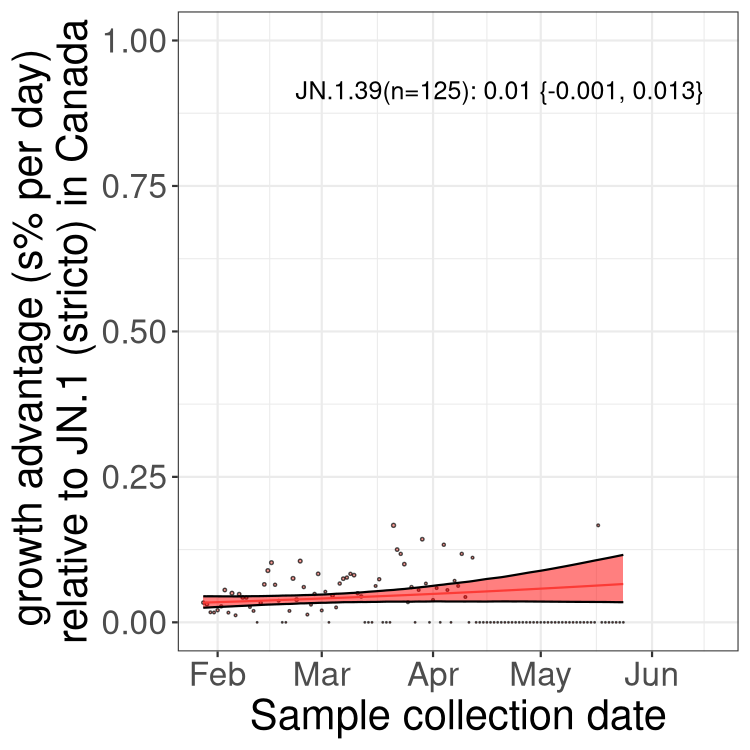 growth advantage (s% per day)
relative to JN.1 (stricto) in Canada
1.00
0.75
0.50
0.25
0.00
JN.1.39(n=125): 0.01 {-0.001, 0.013}
Feb Mar Apr May Jun
Sample collection date